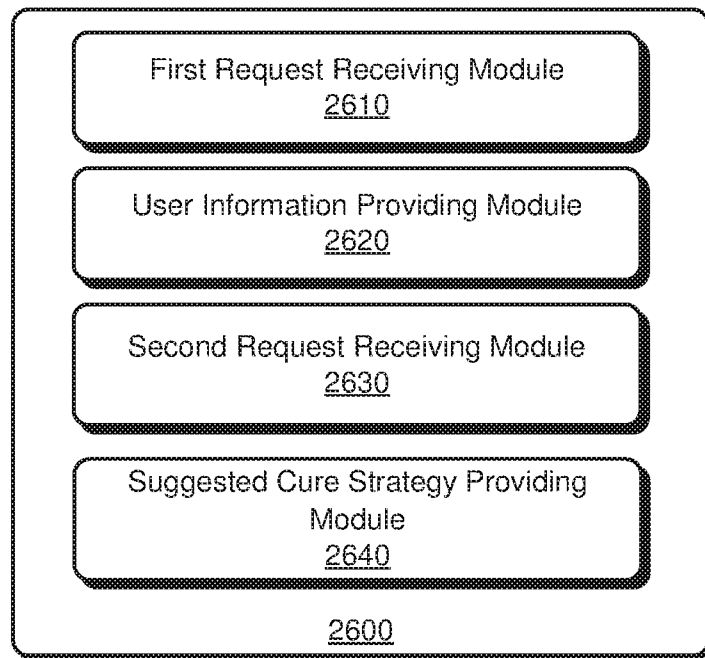 First Request Receiving Module
2610
User Information Providing Module
2620
Second Request Receiving Module
2630
Suggested Cure Strategy Providing
Module
2640
2600